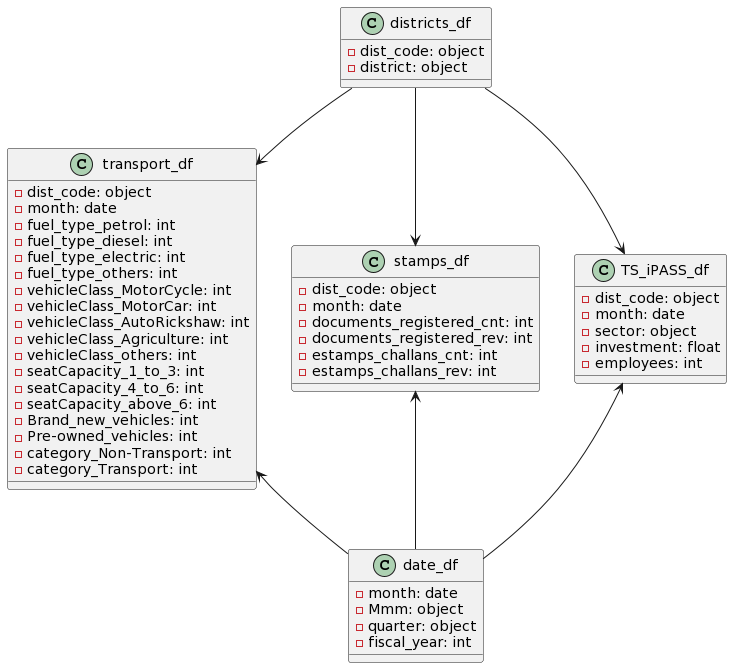 C districts_df
dist_code: object
district: object
C transport_df
dist_code: object
month: date
fuel_type_petrol: int
fuel_type_diesel: int
fuel_type_electric: int
fuel_type_others: int
vehicleClass_MotorCycle: int
vehicleClass_MotorCar: int
vehicleClass_AutoRickshaw: int
vehicleClass_Agriculture: int
vehicleClass_others: int
seatCapacity_1_to_3: int
seatCapacity_4_to_6: int
seatCapacity_above_6: int
Brand_new_vehicles: int
Pre-owned_vehicles: int
category_Non-Transport: int
category_Transport: int
C stamps_df
dist_code: object
month: date
documents_registered_cnt: int
documents_registered_rev: int
estamps_challans_cnt: int
estamps_challans_rev: int
C TS_iPASS_df
dist_code: object
month: date
sector: object
investment: float
employees: int
C date_df
month: date
Mmm: object
quarter: object
fiscal_year: int